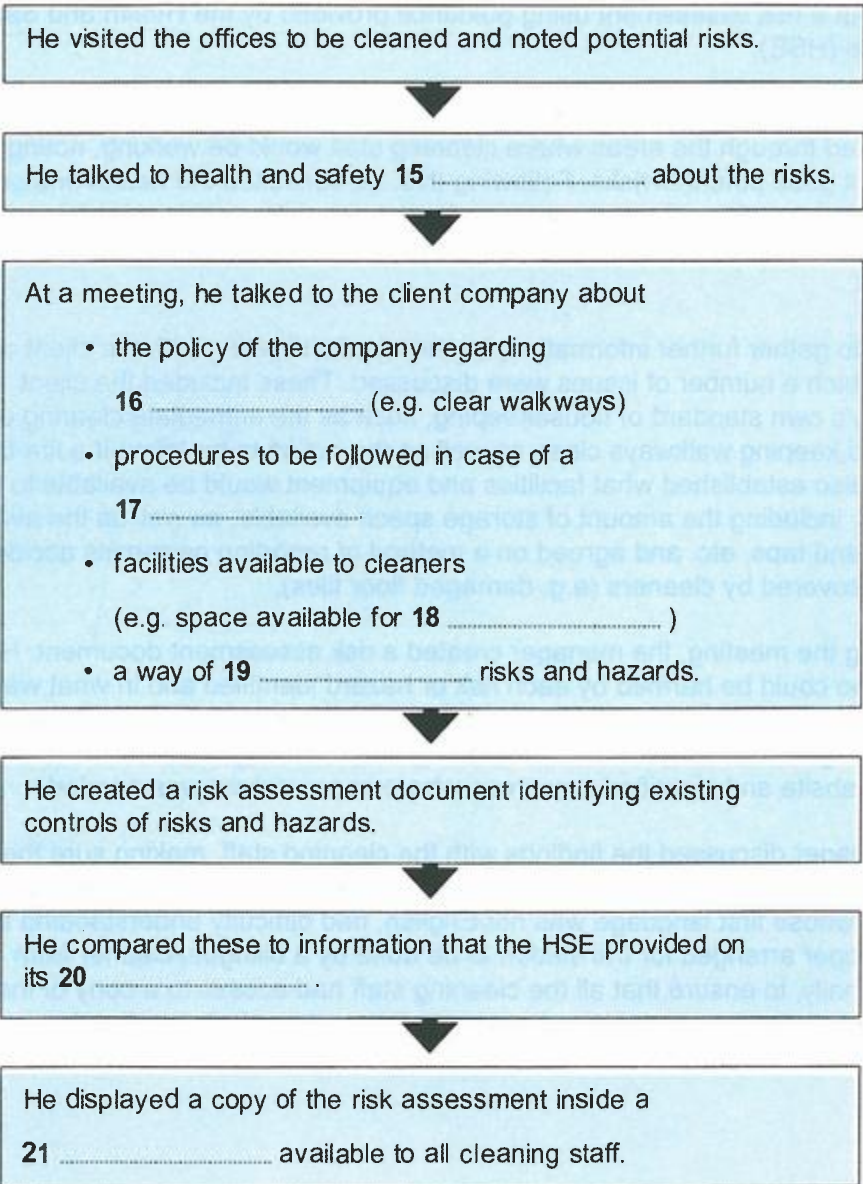 He visited the offices to be cleaned and noted potential risks.
He talked to health and safety 15 about the risks.
At a meeting, he talked to the client company about
• the policy of the company regarding
16 .............................. (e.g. clear walkways)
• procedures to be followed in case of a
17 ..............................
• facilities available to cleaners
(e.g. space available for 18 .............................. )
• a way of 19 .............................. risks and hazards.
He created a risk assessment document identifying existing
controls of risks and hazards.
He compared these to information that the HSE provided on
its 20 .............................. .
He displayed a copy of the risk assessment inside a
21 .............................. available to all cleaning staff.